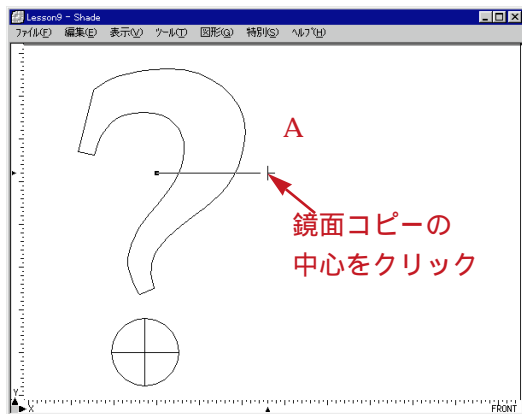 Lesson9 - Shade
ファイル(F) 編集(E) 表示(V) ツール(T) 図形(G) 特別(S) ヘルプ(H)
A
鏡面コピーの
中心をクリック
Y
X
FRONT